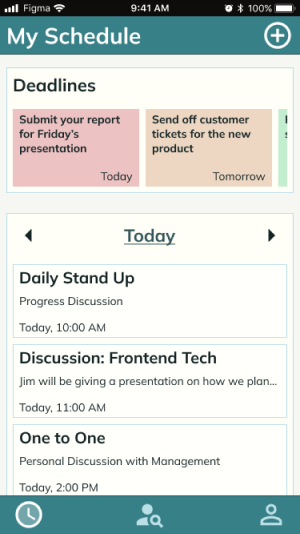 Figma 9:41 AM 100%
My Schedule
Deadlines
Submit your report
for Friday's
presentation
Today
Send off customer
tickets for the new
product
Tomorrow
Today
Daily Stand Up
Progress Discussion
Today, 10:00 AM
Discussion: Frontend Tech
Jim will be giving a presentation on how we plan...
Today, 11:00 AM
One to One
Personal Discussion with Management
Today, 2:00 PM